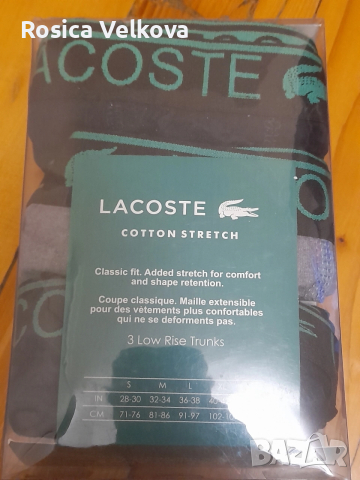 Rosica Velkova
LACOSTE
LACOSTE
COTTON STRETCH
Classic fit. Added stretch for comfort
and shape retention.
Coupe classique. Maille extensible
pour des vêtements plus confortables
qui ne se deforments pas.
3 Low Rise Trunks
S M L
IN 28-30 32-34 36-38
CM 71-76 81-86 91-97
BAZAR